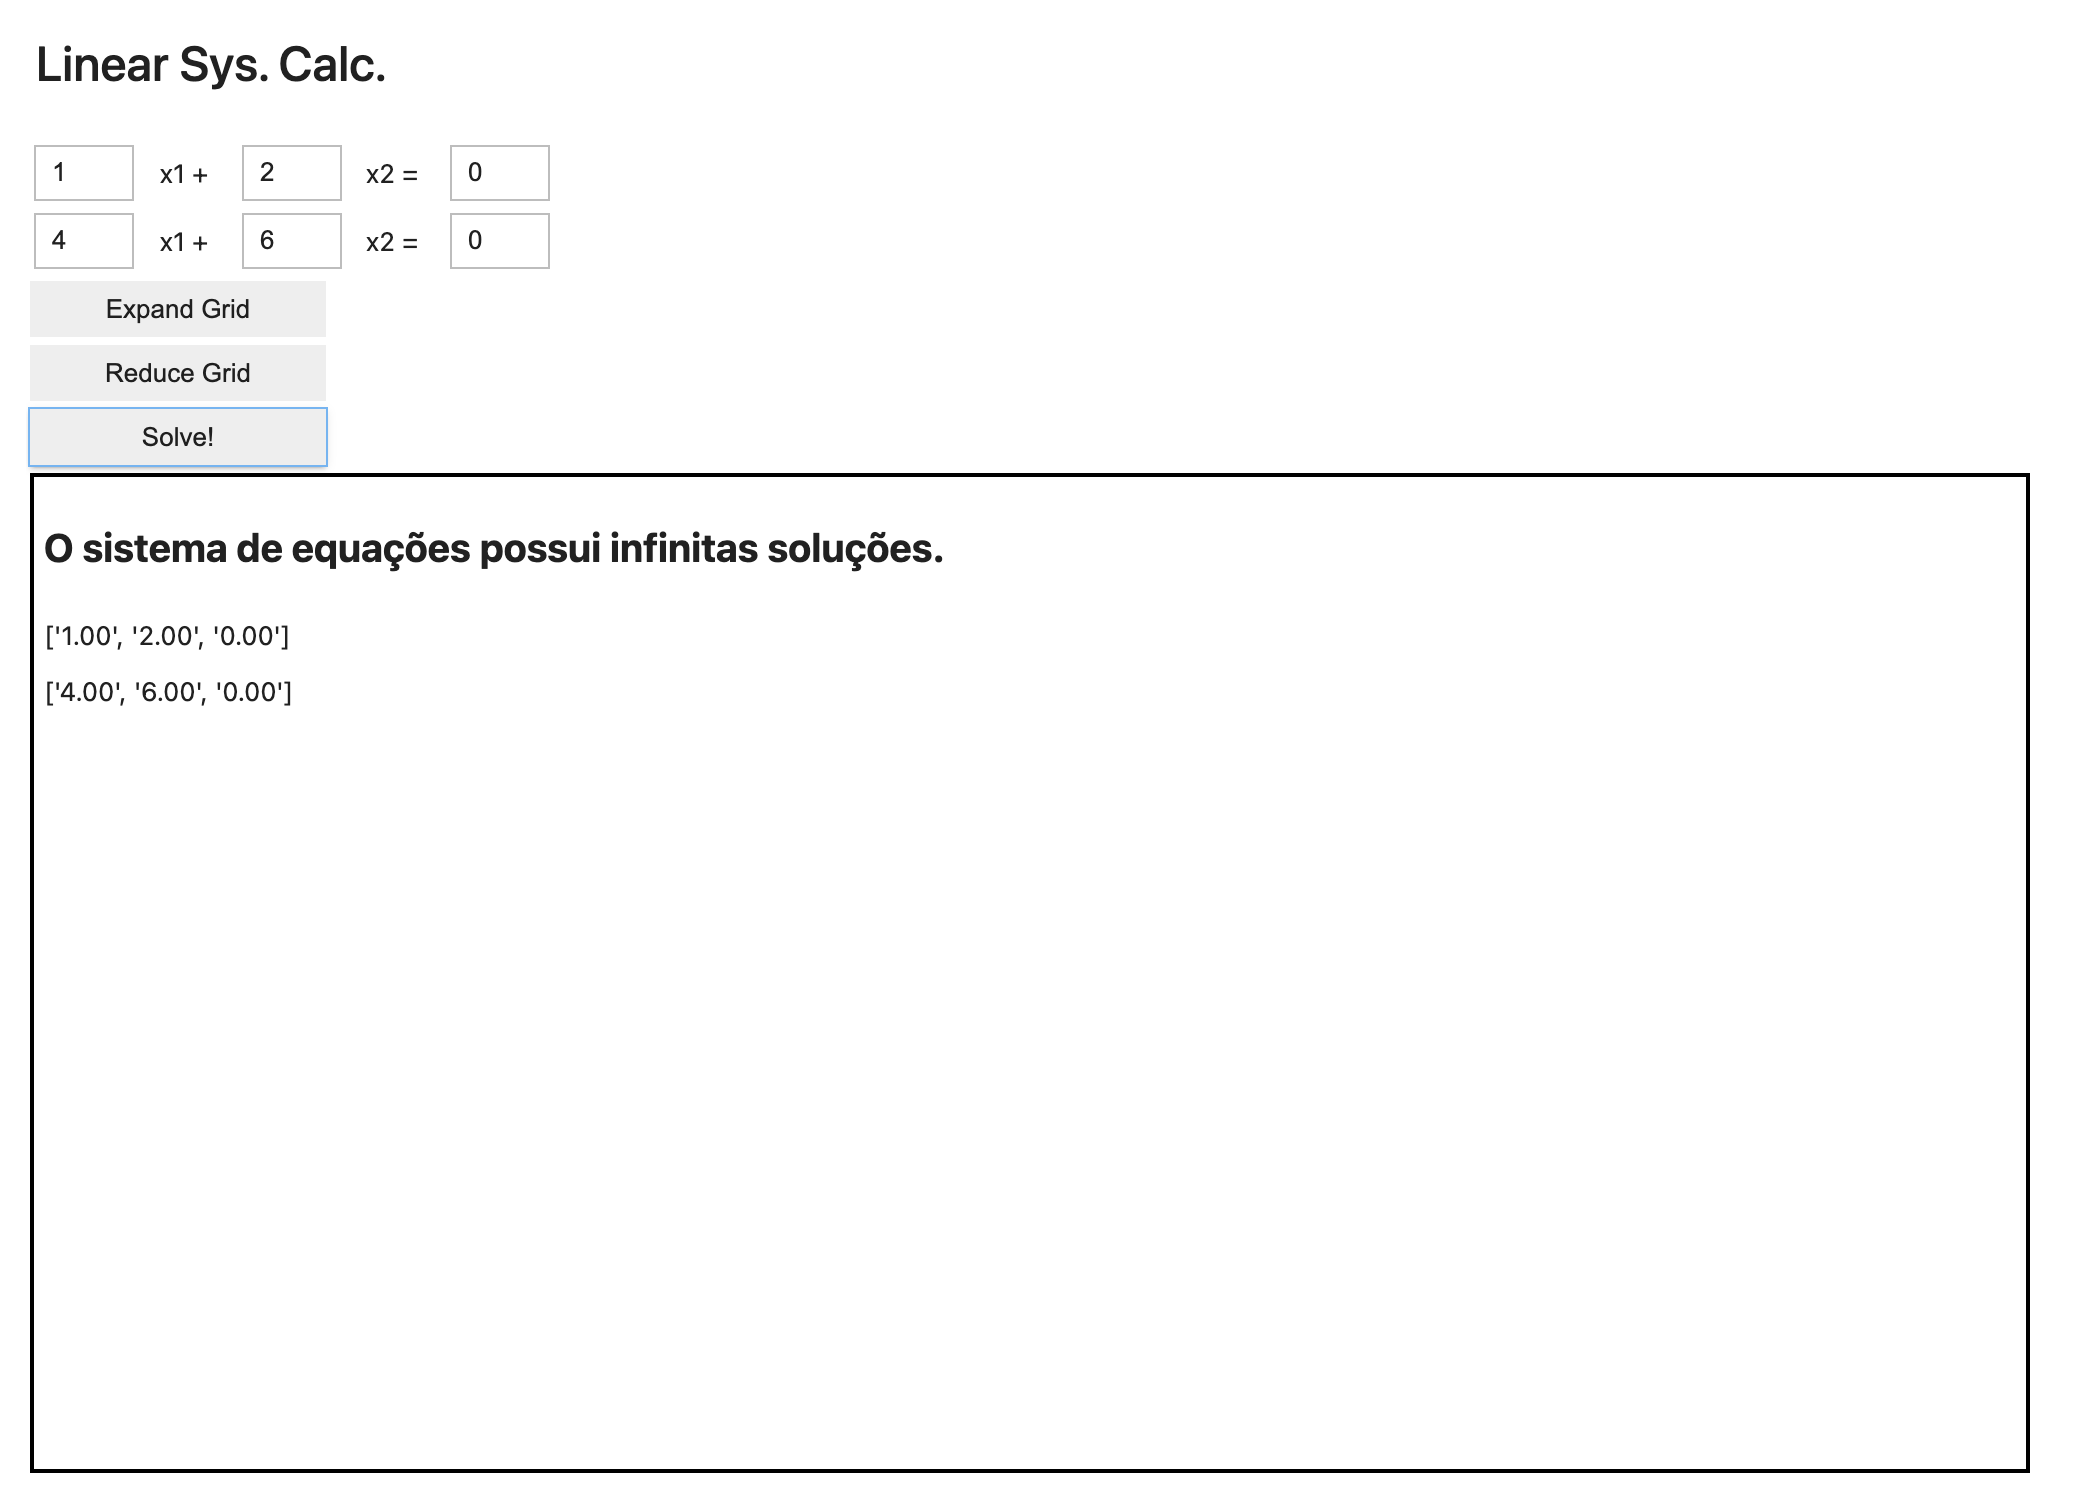 Linear Sys. Calc.
1 x1 + 2 x2 = 0
4 x1 + 6 x2 = 0
Expand Grid
Reduce Grid
Solve!
O sistema de equações possui infinitas soluções.
['1.00', '2.00', '0.00']
['4.00', '6.00', '0.00']